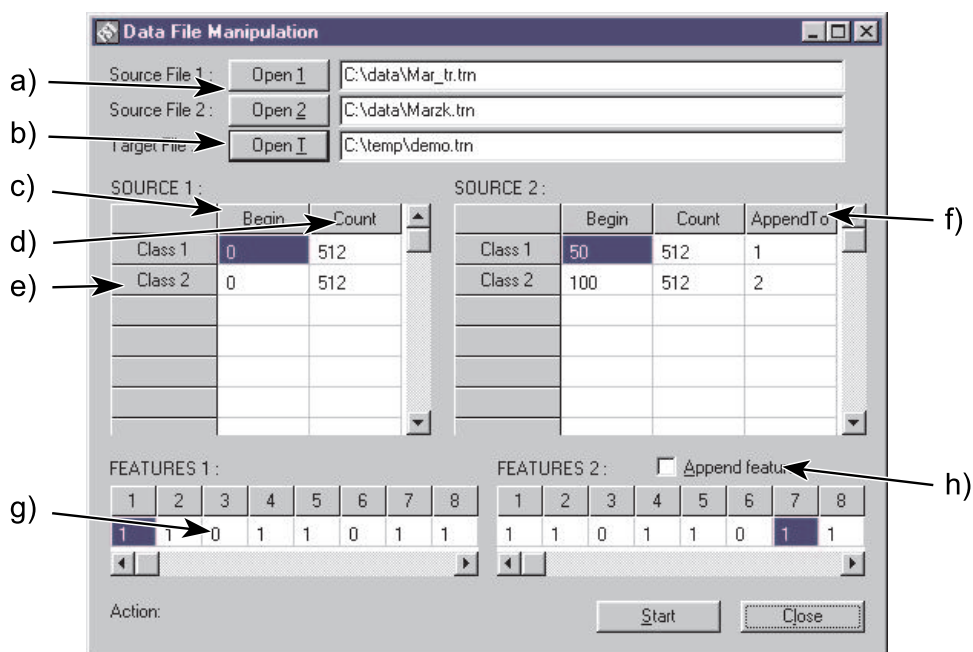 Data File Manipulation
a)
Source File 1 : Open 1 C:\data\Mar_tr.trn
Source File 2 : Open 2 C:\data\Marzk.trn
b)
Target File : Open T C:\temp\demo.trn
c)
SOURCE 1 :
SOURCE 2 :
d)
Begin Count
Begin Count AppendTo
f)
Class 1 0 512
Class 1 50 512 1
e)
Class 2 0 512
Class 2 100 512 2
FEATURES 1 :
FEATURES 2 : Append featur
h)
1 2 3 4 5 6 7 8
1 2 3 4 5 6 7 8
g)
1 1 0 1 1 0 1 1
1 1 0 1 1 0 1 1
Action:
Start Close